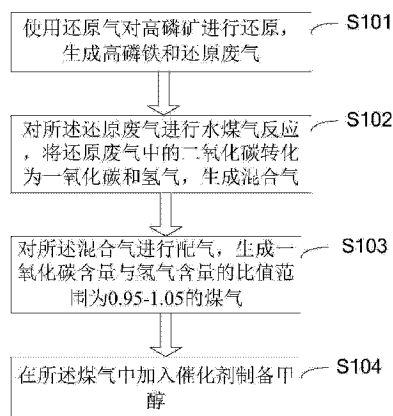 使用还原气对高磷矿进行还原，
生成高磷铁和还原废气
S101
对所述还原废气进行水煤气反应
，将还原废气中的二氧化碳转化
为一氧化碳和氢气，生成混合气
S102
对所述混合气进行配气，生成一
氧化碳含量与氢气含量的比值范
围为0.95-1.05的煤气
S103
在所述煤气中加入催化剂制备甲
醇
S104